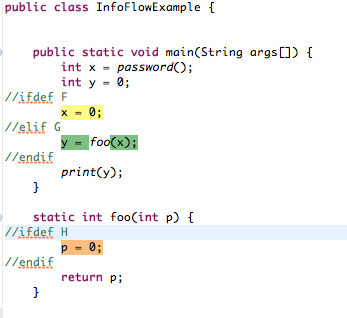 public class InfoFlowExample {
public static void main(String args[]) {
int x = password();
int y = 0;
//ifdef F
x = 0;
//elif G
y = foo(x);
//endif
print(y);
}
static int foo(int p) {
//ifdef H
p = 0;
//endif
return p;
}